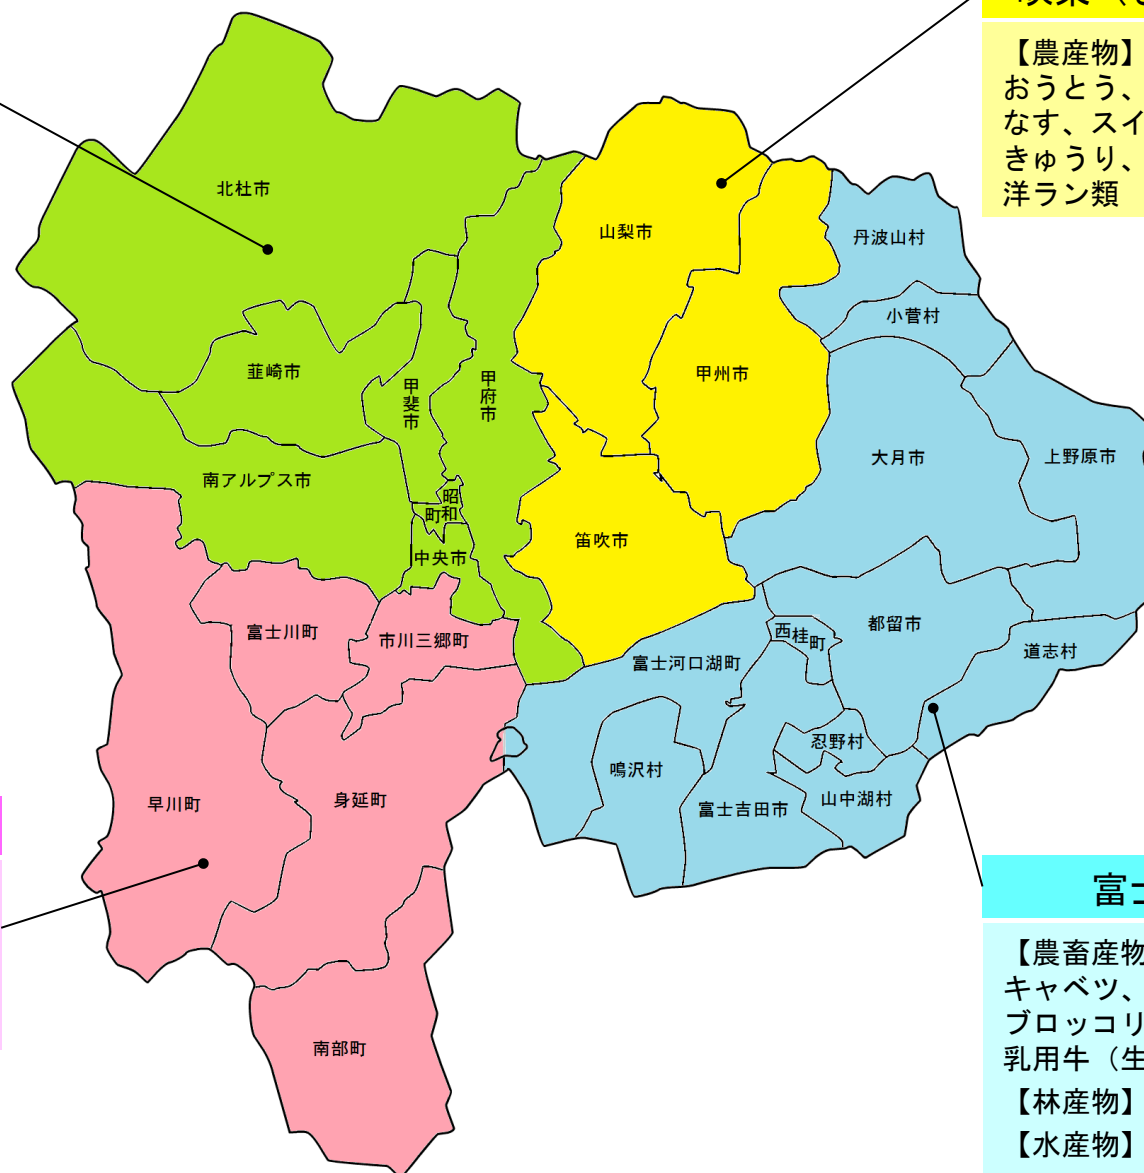 【農産物】
おうとう、
なす、スイ
きゅうり、
洋ラン類
北杜市
山梨市
丹波山村
小菅村
韮崎市
甲斐市
甲府市
甲州市
大月市
上野原市
南アルプス市
昭和
町
中央市
笛吹市
富士川町
市川三郷町
西桂町
都留市
道志村
富士河口湖町
忍野村
鳴沢村
山中湖村
富士吉田市
早川町
身延町
南部町
富士
【農畜産物
キャベツ、
ブロッコリ
乳用牛（生
【林産物】
【水産物】